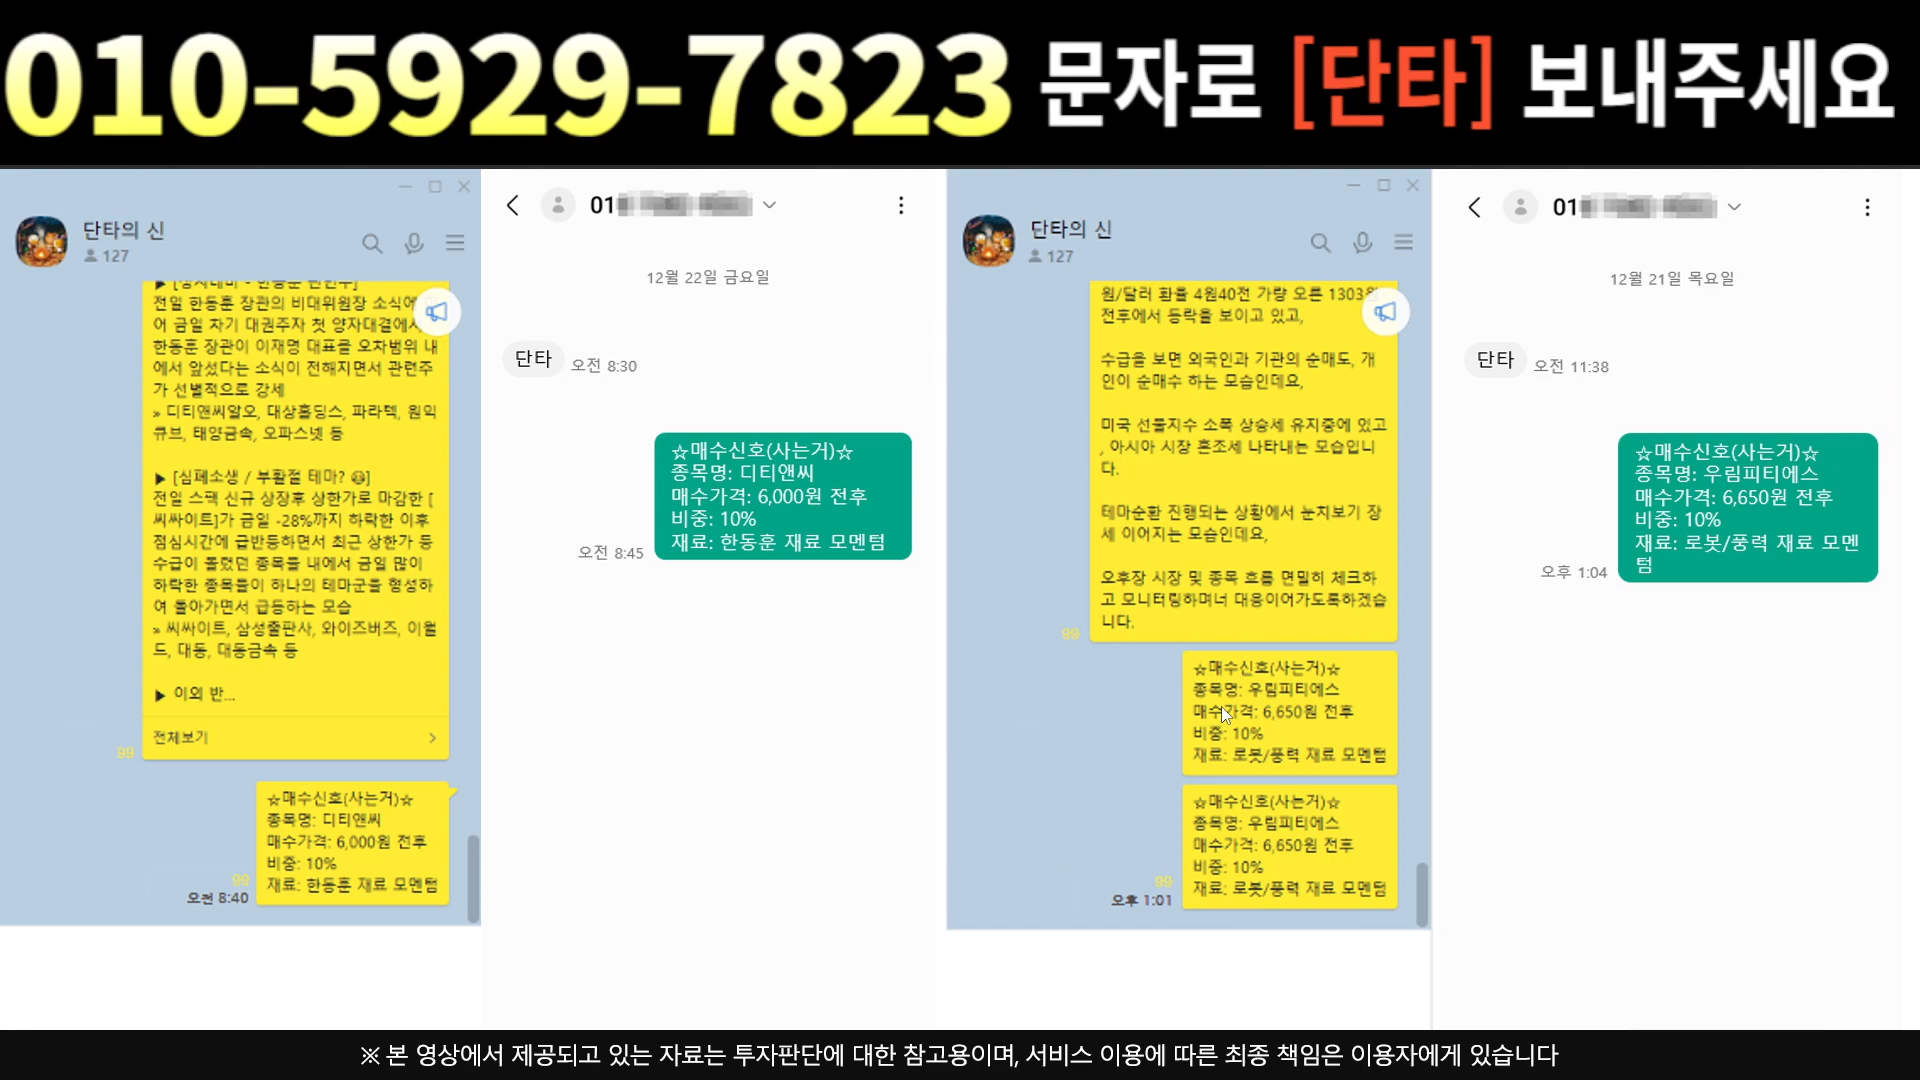 010-5929-7823 문자로 [단타] 보내주세요
단타의 신
127
전일 한동훈 장관의 비대위원장 소식에
어 금일 차기 대권주자 첫 양자대결에서
한동훈 장관이 이재명 대표를 오차범위 내
에서 앞섰다는 소식이 전해지면서 관련주
가 선별적으로 강세
» 디티앤씨알오, 대상홀딩스, 파라텍, 원익
큐브, 태양금속, 오파스넷 등
▶ [심폐소생 / 부활절 테마? 😆]
전일 스팩 신규 상장후 상한가로 마감한 [
씨싸이트]가 금일 -28%까지 하락한 이후
점심시간에 급반등하면서 최근 상한가 등
수급이 몰렸던 종목들 내에서 금일 많이
하락한 종목들이 하나의 테마군을 형성하
여 돌아가면서 급등하는 모습
» 씨싸이트, 삼성출판사, 와이즈버즈, 이월
드, 대동, 대동금속 등
▶ 이외 반...
전체보기
99
☆매수신호(사는거)☆
종목명: 디티앤씨
매수가격: 6,000원 전후
비중: 10%
재료: 한동훈 재료 모멘텀
99
오전 8:40
01
12월 22일 금요일
단타
오전 8:30
☆매수신호(사는거)☆
종목명: 디티앤씨
매수가격: 6,000원 전후
비중: 10%
재료: 한동훈 재료 모멘텀
오전 8:45
단타의 신
127
원/달러 환율 4원40전 가량 오른 1303원
전후에서 등락을 보이고 있고,
수급을 보면 외국인과 기관의 순매도, 개
인이 순매수 하는 모습인데요,
미국 선물지수 소폭 상승세 유지중에 있고
, 아시아 시장 혼조세 나타내는 모습입니
다.
테마순환 진행되는 상황에서 눈치보기 장
세 이어지는 모습인데요,
오후장 시장 및 종목 흐름 면밀히 체크하
고 모니터링하며너 대응이어가도록하겠습
니다.
99
☆매수신호(사는거)☆
종목명: 우림피티에스
매수가격: 6,650원 전후
비중: 10%
재료: 로봇/풍력 재료 모멘텀
☆매수신호(사는거)☆
종목명: 우림피티에스
매수가격: 6,650원 전후
비중: 10%
재료: 로봇/풍력 재료 모멘텀
99
오후 1:01
01
12월 21일 목요일
단타
오전 11:38
☆매수신호(사는거)☆
종목명: 우림피티에스
매수가격: 6,650원 전후
비중: 10%
재료: 로봇/풍력 재료 모멘
텀
오후 1:04
※ 본 영상에서 제공되고 있는 자료는 투자판단에 대한 참고용이며, 서비스 이용에 따른 최종 책임은 이용자에게 있습니다